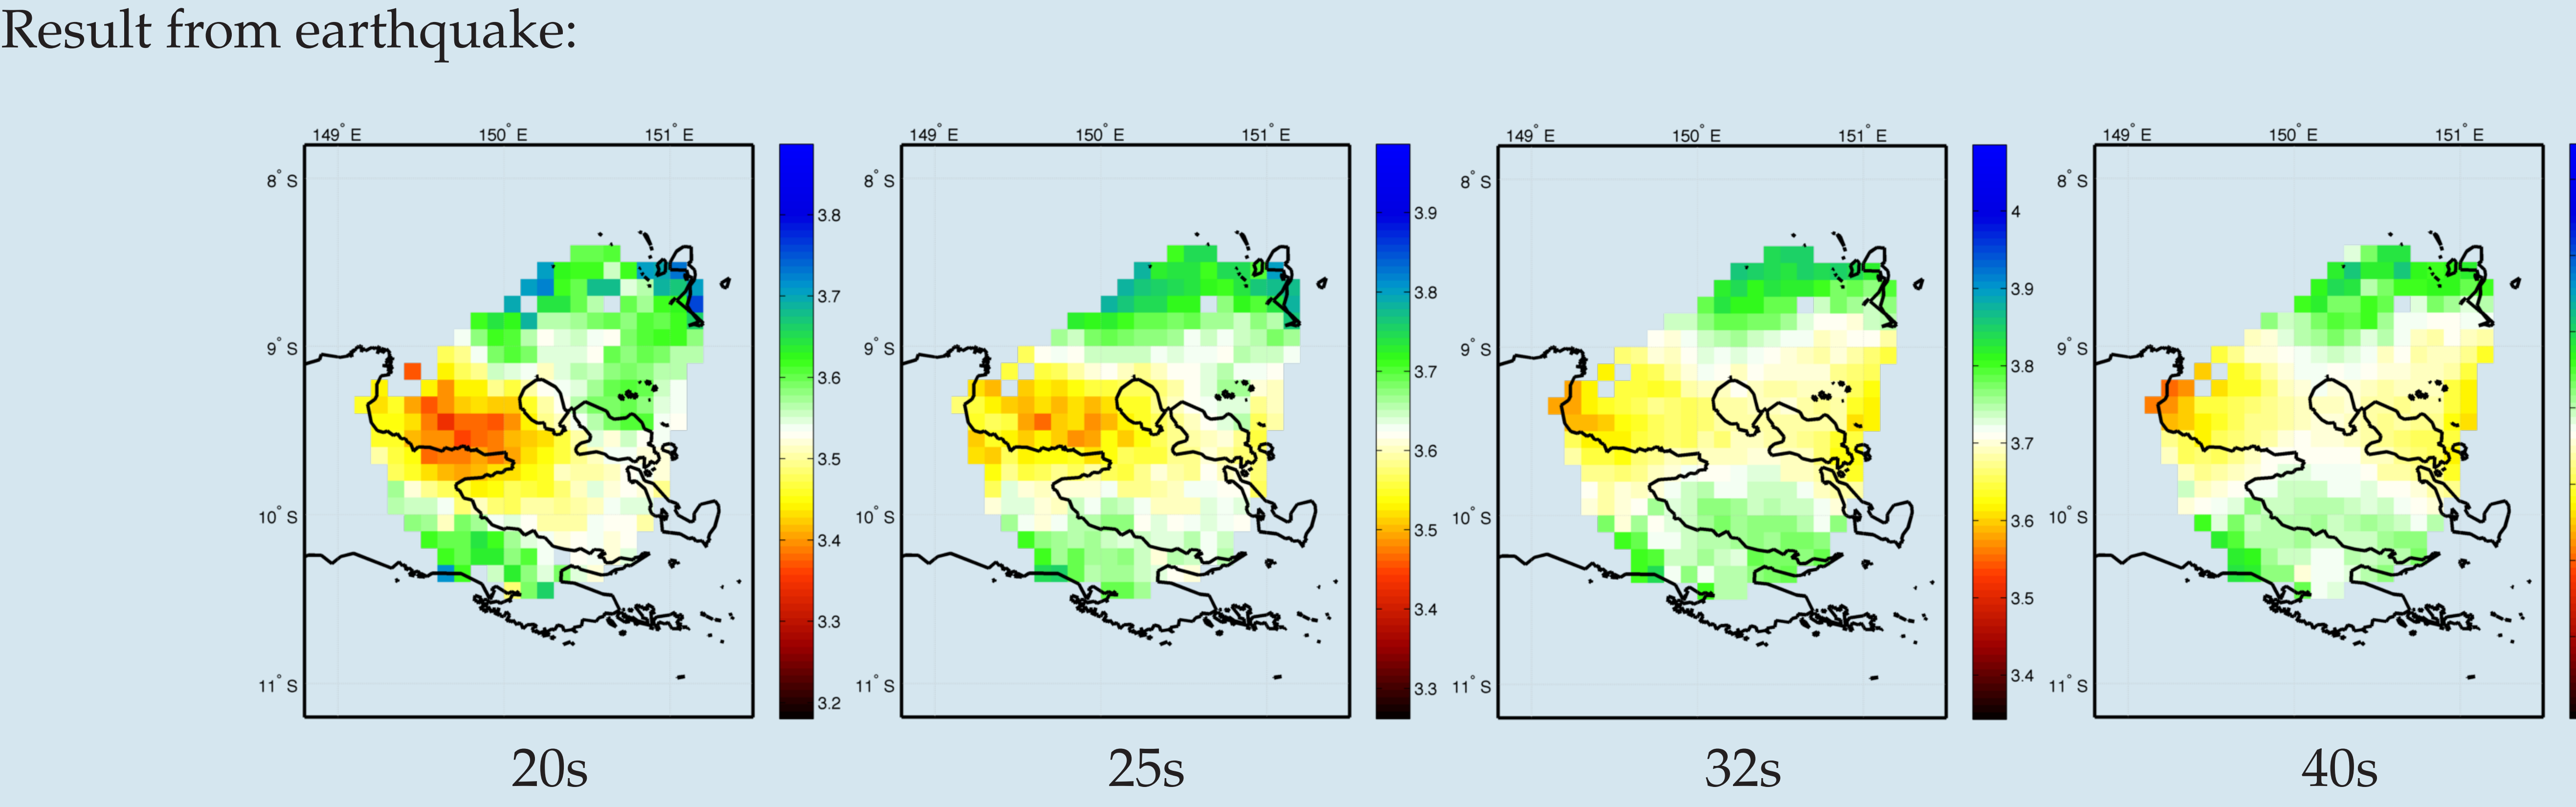 Result from earthquake:
149° E 150° E 151° E 149° E 150° E 151° E 149° E 150° E 151° E 149° E 150° E 151° E
8° S 8° S 8° S 8° S
3.8 3.9 4
3.7 3.8 3.9
9° S 9° S 9° S 9° S
3.6 3.7 3.8
3.5 3.6 3.7
10° S 10° S 10° S 10° S
3.4 3.5 3.6
3.3 3.4 3.5
11° S 11° S 11° S 11° S
3.2 3.3 3.4
20s 25s 32s 40s